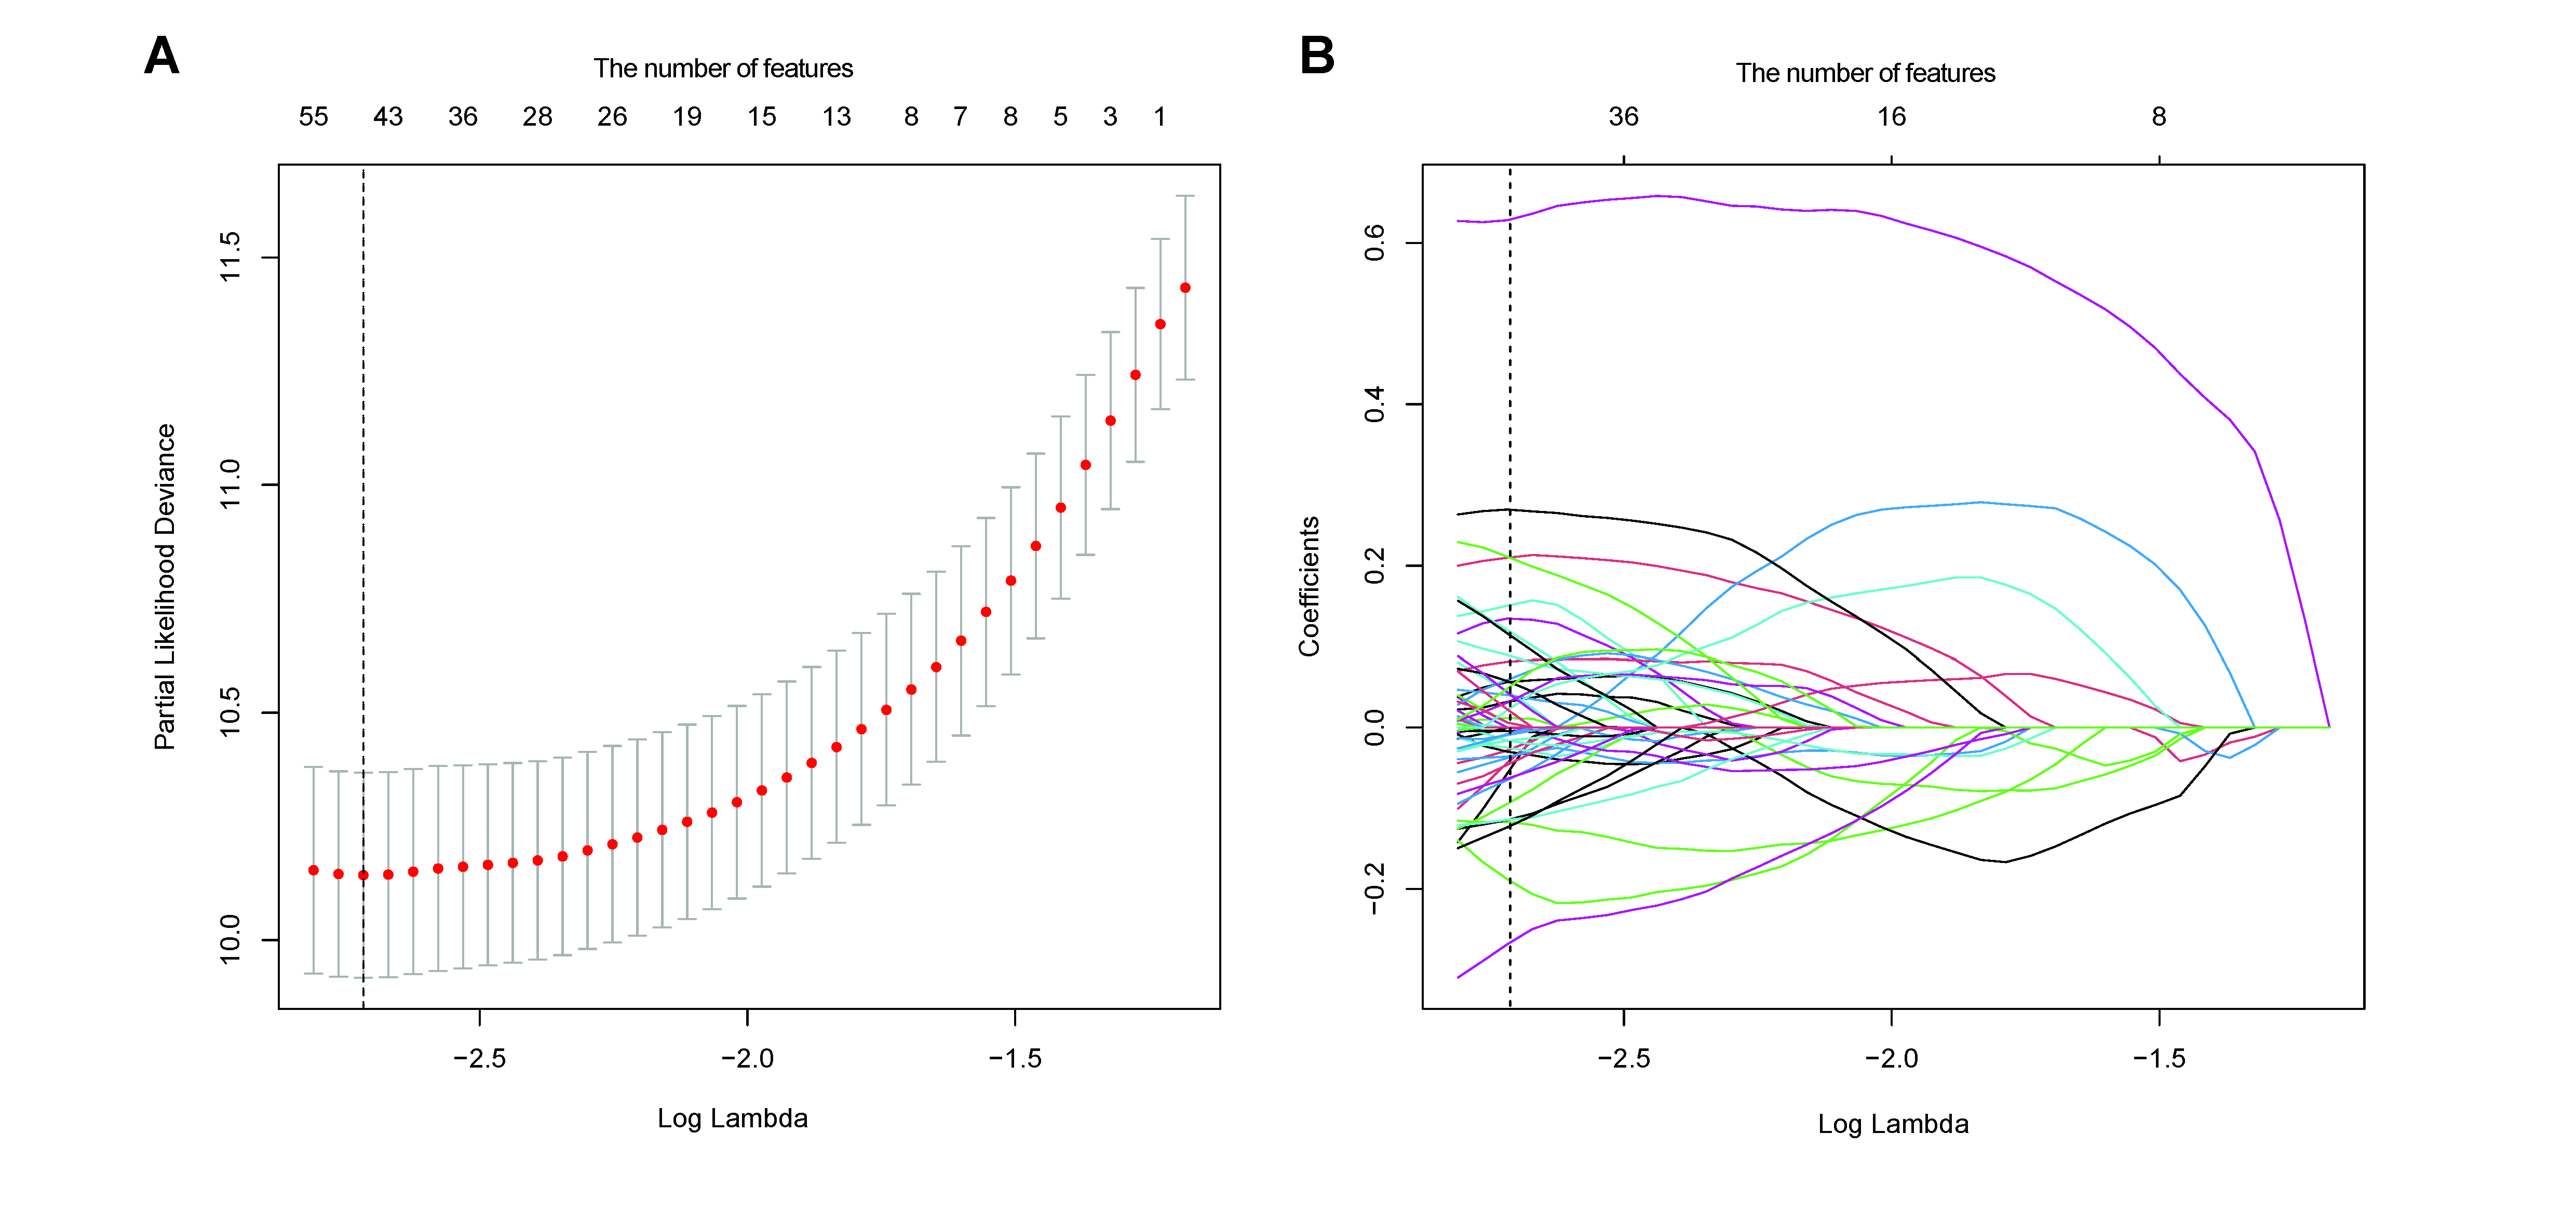 A
The number of features
55 43 36 28 26 19 15 13 8 7 8 5 3 1
11.5
11.0
10.5
10.0
Partial Likelihood Deviance
−2.5 −2.0 −1.5
Log Lambda
B
The number of features
36 16 8
0.6
0.4
0.2
0.0
−0.2
Coefficients
−2.5 −2.0 −1.5
Log Lambda